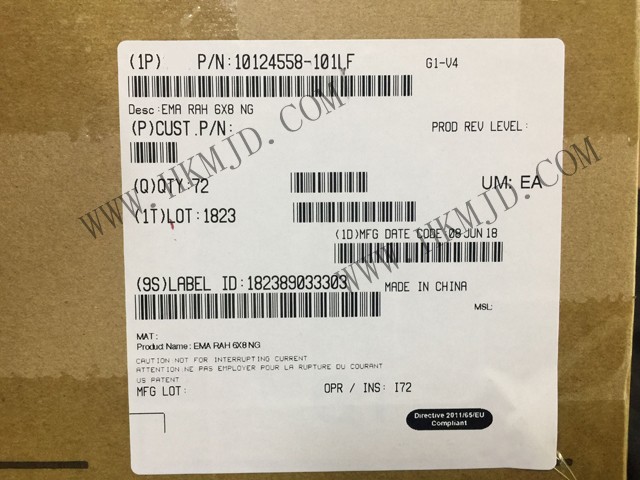 (1P) P/N:10124558-101LF G1-V4
Desc:EMA RAH 6X8 NG
(P)CUST.P/N: PROD REV LEVEL:
(Q)QTY 72 UM: EA
(1T)LOT:1823
(1D)MFG DATE CODE:08 JUN 18
(9S)LABEL ID:182389033303 MADE IN CHINA
MSL:
MAT:
Product Name: EMA RAH 6X8 NG
CAUTION NOT FOR INTERRUPTING CURRENT
ATTENTION:NE PAS EMPLOYER POUR LA RUPTURE DU COURANT
US PATENT
MFG LOT: OPR / INS: I72
Directive 2011/65/EU
Compliant
WWW.HKMJD.COM/
WWW.HKMJD.COM/